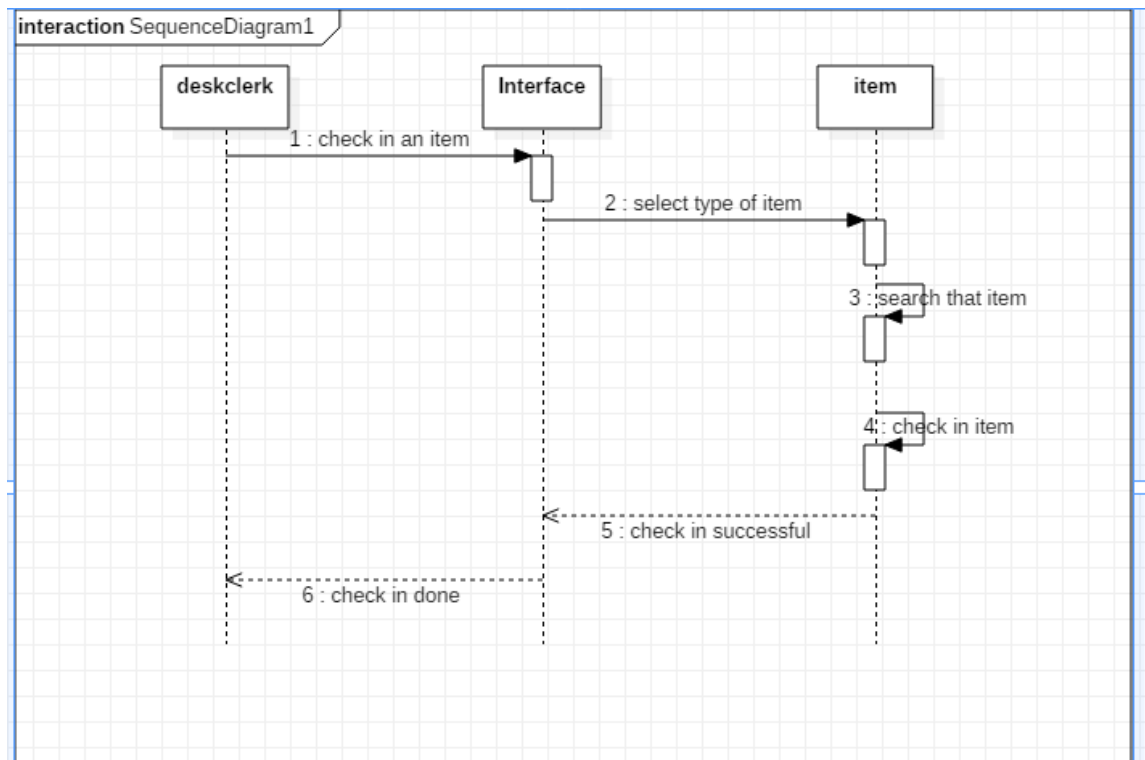 interaction SequenceDiagram1
deskclerk
Interface
item
1 : check in an item
2 : select type of item
3 : search that item
4 : check in item
5 : check in successful
6 : check in done